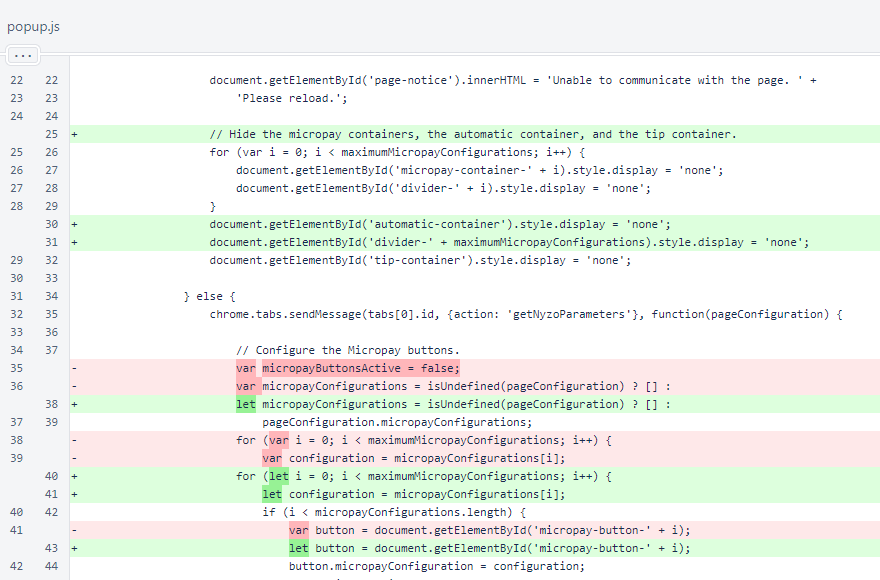 popup.js
...
22 22 document.getElementById('page-notice').innerHTML = 'Unable to communicate with the page. ' +
23 23 'Please reload.';
24 24
25 + // Hide the micropay containers, the automatic container, and the tip container.
25 26 for (var i = 0; i < maximumMicropayConfigurations; i++) {
26 27 document.getElementById('micropay-container-' + i).style.display = 'none';
27 28 document.getElementById('divider-' + i).style.display = 'none';
28 29 }
30 + document.getElementById('automatic-container').style.display = 'none';
31 + document.getElementById('divider-' + maximumMicropayConfigurations).style.display = 'none';
29 32 document.getElementById('tip-container').style.display = 'none';
30 33
31 34 } else {
32 35 chrome.tabs.sendMessage(tabs[0].id, {action: 'getNyzoParameters'}, function(pageConfiguration) {
33 36
34 37 // Configure the Micropay buttons.
35 - var micropayButtonsActive = false;
36 - var micropayConfigurations = isUndefined(pageConfiguration) ? [] :
38 + let micropayConfigurations = isUndefined(pageConfiguration) ? [] :
37 39 pageConfiguration.micropayConfigurations;
38 - for (var i = 0; i < maximumMicropayConfigurations; i++) {
39 - var configuration = micropayConfigurations[i];
40 + for (let i = 0; i < maximumMicropayConfigurations; i++) {
41 + let configuration = micropayConfigurations[i];
40 42 if (i < micropayConfigurations.length) {
41 - var button = document.getElementById('micropay-button-' + i);
43 + let button = document.getElementById('micropay-button-' + i);
42 44 button.micropayConfiguration = configuration;